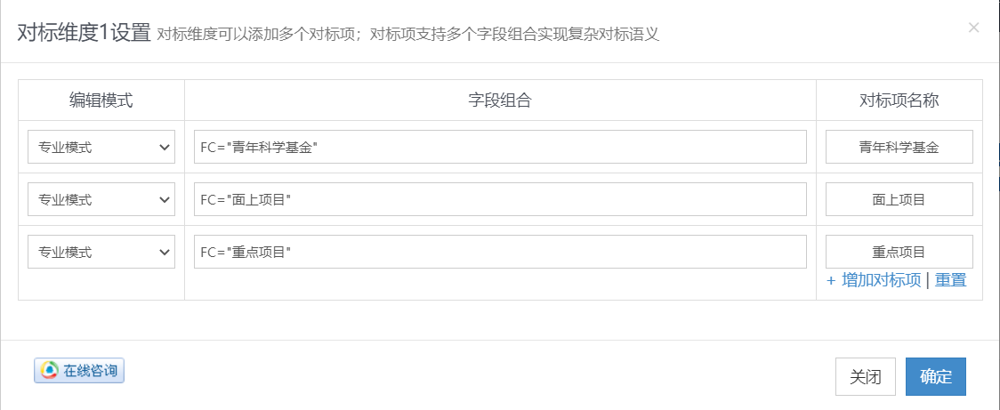 对标维度1设置 对标维度可以添加多个对标项；对标项支持多个字段组合实现复杂对标语义 ×
编辑模式 字段组合 对标项名称
专业模式 FC="青年科学基金" 青年科学基金
专业模式 FC="面上项目" 面上项目
专业模式 FC="重点项目" 重点项目
+ 增加对标项 | 重置
在线咨询 关闭 确定